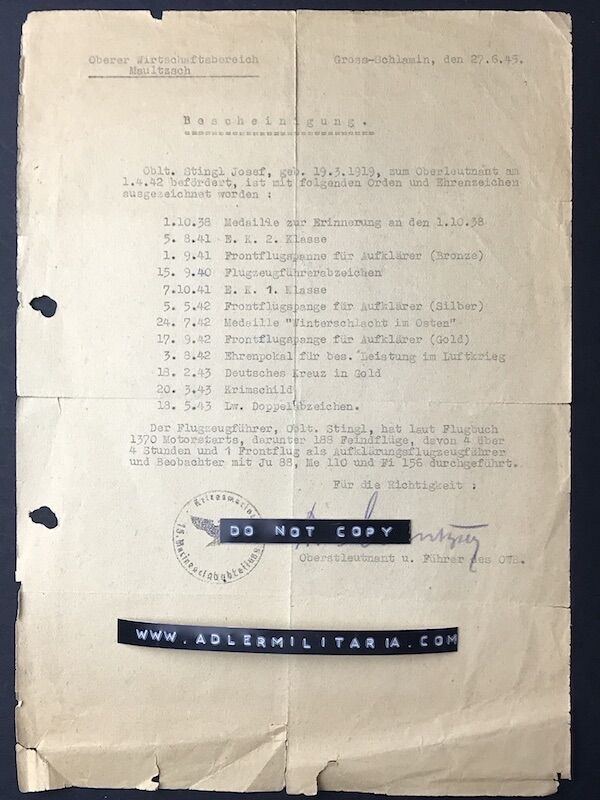 Oberer Wirtschaftsbereich
Maultzsch
Gross-Schlamin, den 27.6.45.
Bescheinigung.
Oblt. Stingl Josef, geb. 19.3.1919, zum Oberleutnant am
1.4.42 befördert, ist mit folgenden Orden und Ehrenzeichen
ausgezeichnet worden :
1.10.38 Medaille zur Erinnerung an den 1.10.38
5. 8.41 E. K. 2. Klasse
1. 9.41 Frontflugspanne für Aufklärer (Bronze)
15. 9.40 Flugzeugführerabzeichen
7.10.41 E. K. 1. Klasse
5. 5.42 Frontflugspange für Aufklärer (Silber)
24. 7.42 Medaille "Winterschlacht im Osten"
17. 9.42 Frontflugspange für Aufklärer (Gold)
3. 8.42 Ehrenpokal für bes. Leistung im Luftkrieg
18. 2.43 Deutsches Kreuz in Gold
20. 3.43 Krimschild
18. 5.43 Lw. Doppelabzeichen.
Der Flugzeugführer, Oblt. Stingl, hat laut Flugbuch
1370 Motorstarts, darunter 188 Feindflüge, davon 4 über
4 Stunden und 1 Frontflug als Aufklärungsflugzeugführer
und Beobachter mit Ju 88, Me 110 und Fi 156 durchgeführt.
Für die Richtigkeit :
Kriegsmarine
DO NOT COPY
Oberstleutnant u. Führer des OWB.
WWW.ADLERMILITARIA.COM